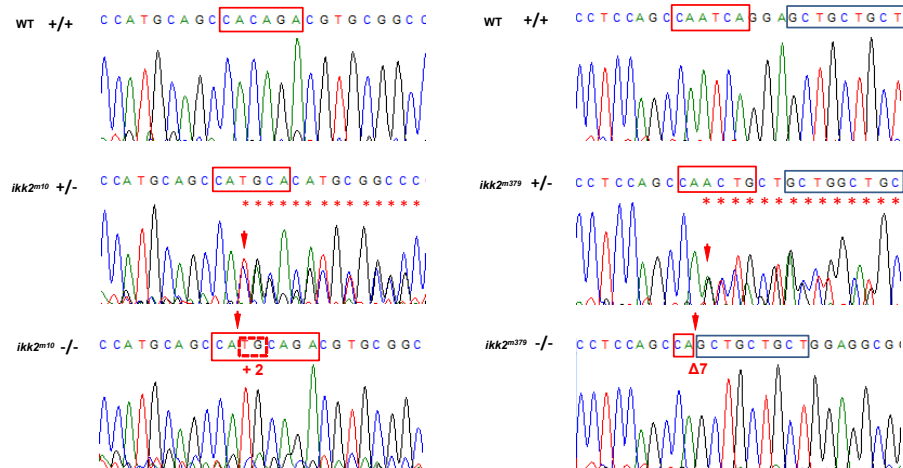 WT +/+ C C A T G C A G C C A C A G A C G T G C G G C C
WT +/+ C C T C C A G C C A A T C A G G A G C T G C T G C T
ikk2m10 +/- C C A T G C A G C C A T G C A C A T G C G G C C C
* * * * * * * * * * * * * *
ikk2m379 +/- C C T C C A G C C A A C T G C T G C T G G C T G C
* * * * * * * * * * * * * * *
ikk2m10 -/- C C A T G C A G C C A T G C A G A C G T G C G G C
+ 2
ikk2m379 -/- C C T C C A G C C A G C T G C T G C T G G A G G C G
Δ7